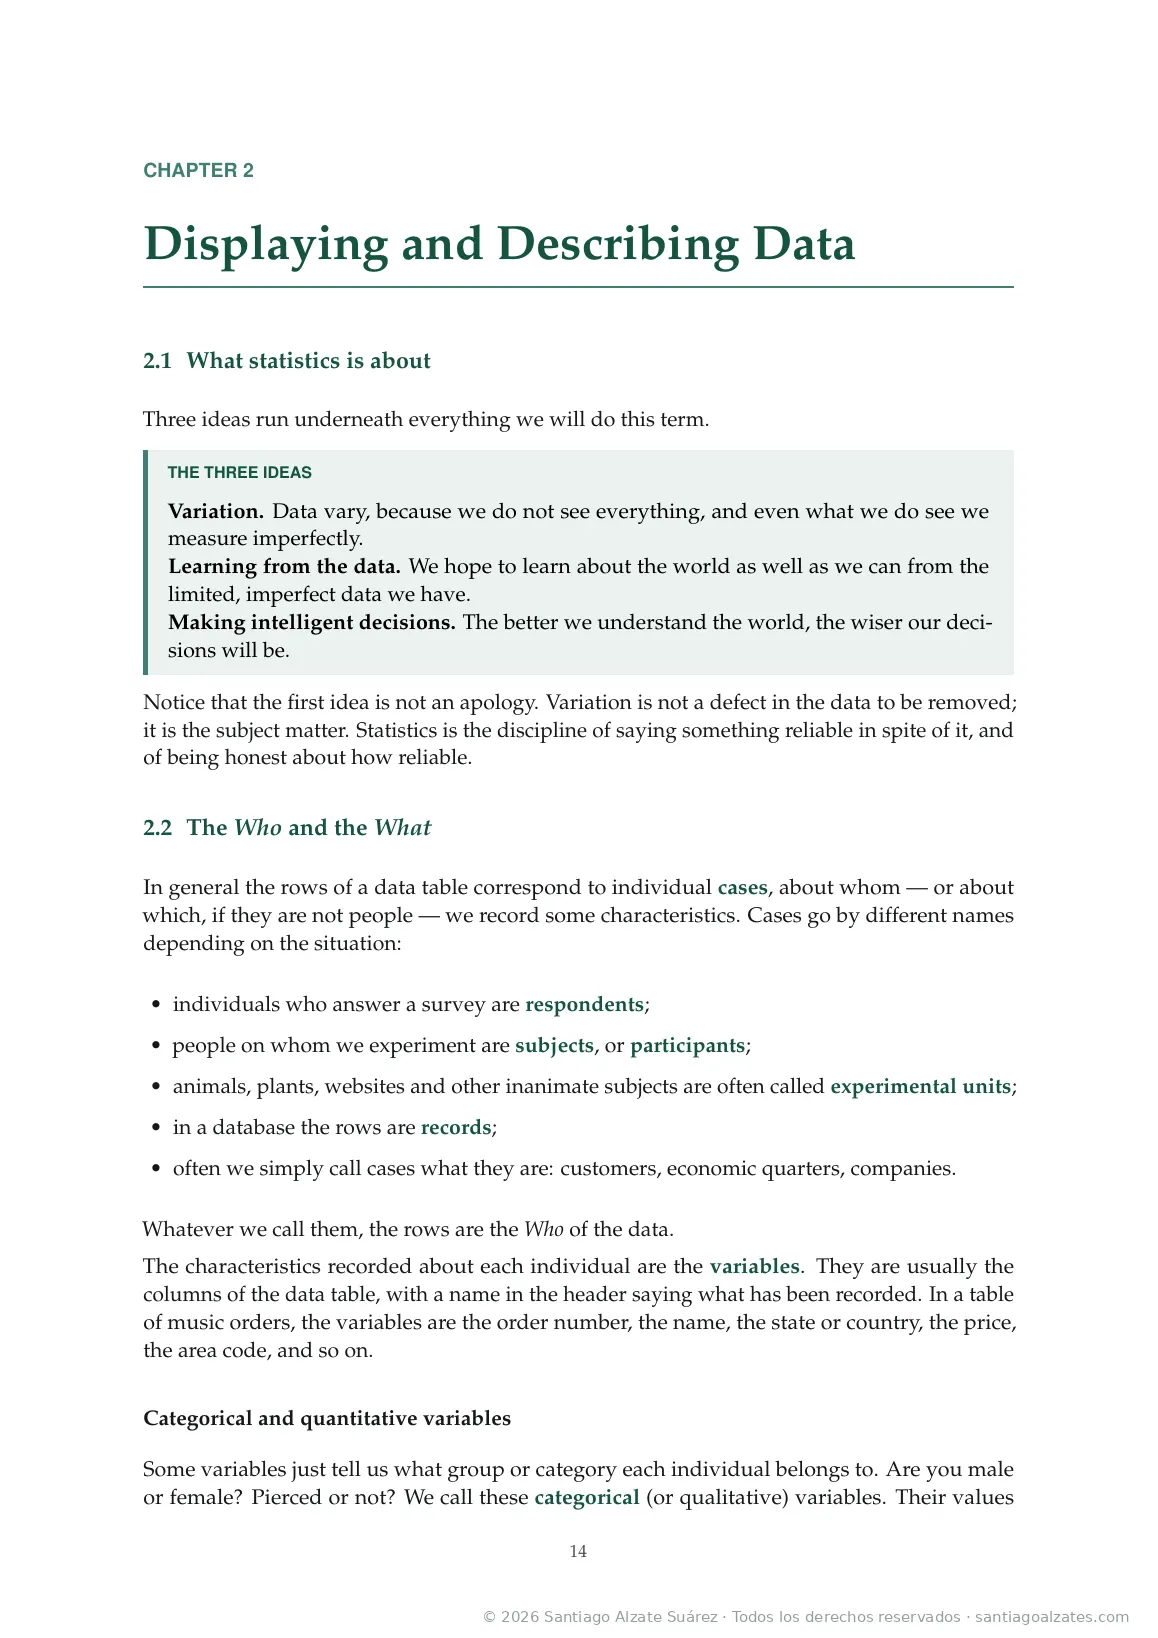 CHAPTER 2
Displaying and Describing Data
2.1 What statistics is about
Three ideas run underneath everything we will do this term.
THE THREE IDEAS
Variation. Data vary, because we do not see everything, and even what we do see we
measure imperfectly.
Learning from the data. We hope to learn about the world as well as we can from the
limited, imperfect data we have.
Making intelligent decisions. The better we understand the world, the wiser our deci-
sions will be.
Notice that the first idea is not an apology. Variation is not a defect in the data to be removed;
it is the subject matter. Statistics is the discipline of saying something reliable in spite of it, and
of being honest about how reliable.
2.2 The Who and the What
In general the rows of a data table correspond to individual cases, about whom — or about
which, if they are not people — we record some characteristics. Cases go by different names
depending on the situation:
• individuals who answer a survey are respondents;
• people on whom we experiment are subjects, or participants;
• animals, plants, websites and other inanimate subjects are often called experimental units;
• in a database the rows are records;
• often we simply call cases what they are: customers, economic quarters, companies.
Whatever we call them, the rows are the Who of the data.
The characteristics recorded about each individual are the variables. They are usually the
columns of the data table, with a name in the header saying what has been recorded. In a table
of music orders, the variables are the order number, the name, the state or country, the price,
the area code, and so on.
Categorical and quantitative variables
Some variables just tell us what group or category each individual belongs to. Are you male
or female? Pierced or not? We call these categorical (or qualitative) variables. Their values
14
© 2026 Santiago Alzate Suárez · Todos los derechos reservados · santiagoalzates.com